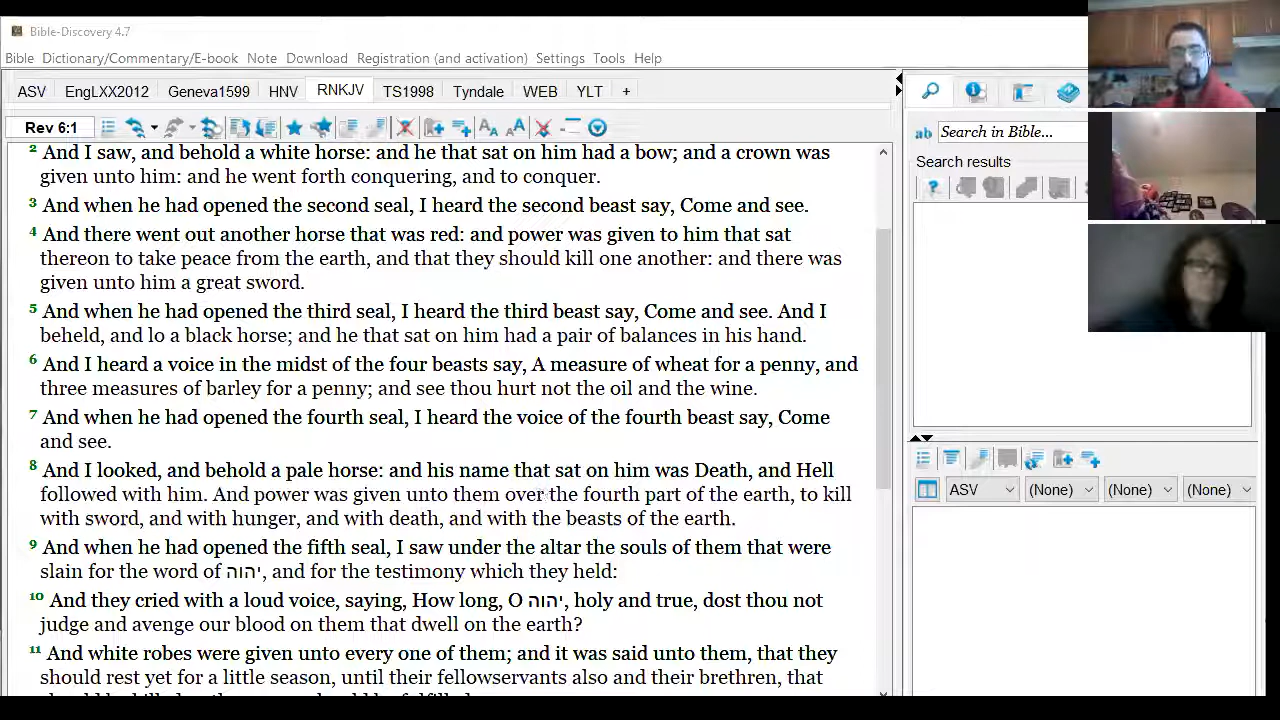 Bible-Discovery 4.7
Bible Dictionary/Commentary/E-book Note Download Registration (and activation) Settings Tools Help
ASV EngLXX2012 Geneva1599 HNV RNKJV TS1998 Tyndale WEB YLT +
Rev 6:1
2 And I saw, and behold a white horse: and he that sat on him had a bow; and a crown was
given unto him: and he went forth conquering, and to conquer.
3 And when he had opened the second seal, I heard the second beast say, Come and see.
4 And there went out another horse that was red: and power was given to him that sat
thereon to take peace from the earth, and that they should kill one another: and there was
given unto him a great sword.
5 And when he had opened the third seal, I heard the third beast say, Come and see. And I
beheld, and lo a black horse; and he that sat on him had a pair of balances in his hand.
6 And I heard a voice in the midst of the four beasts say, A measure of wheat for a penny, and
three measures of barley for a penny; and see thou hurt not the oil and the wine.
7 And when he had opened the fourth seal, I heard the voice of the fourth beast say, Come
and see.
8 And I looked, and behold a pale horse: and his name that sat on him was Death, and Hell
followed with him. And power was given unto them over the fourth part of the earth, to kill
with sword, and with hunger, and with death, and with the beasts of the earth.
9 And when he had opened the fifth seal, I saw under the altar the souls of them that were
slain for the word of יהוה, and for the testimony which they held:
10 And they cried with a loud voice, saying, How long, O יהוה, holy and true, dost thou not
judge and avenge our blood on them that dwell on the earth?
11 And white robes were given unto every one of them; and it was said unto them, that they
should rest yet for a little season, until their fellowservants also and their brethren, that
ab Search in Bible...
Search results
ASV (None) (None) (None)